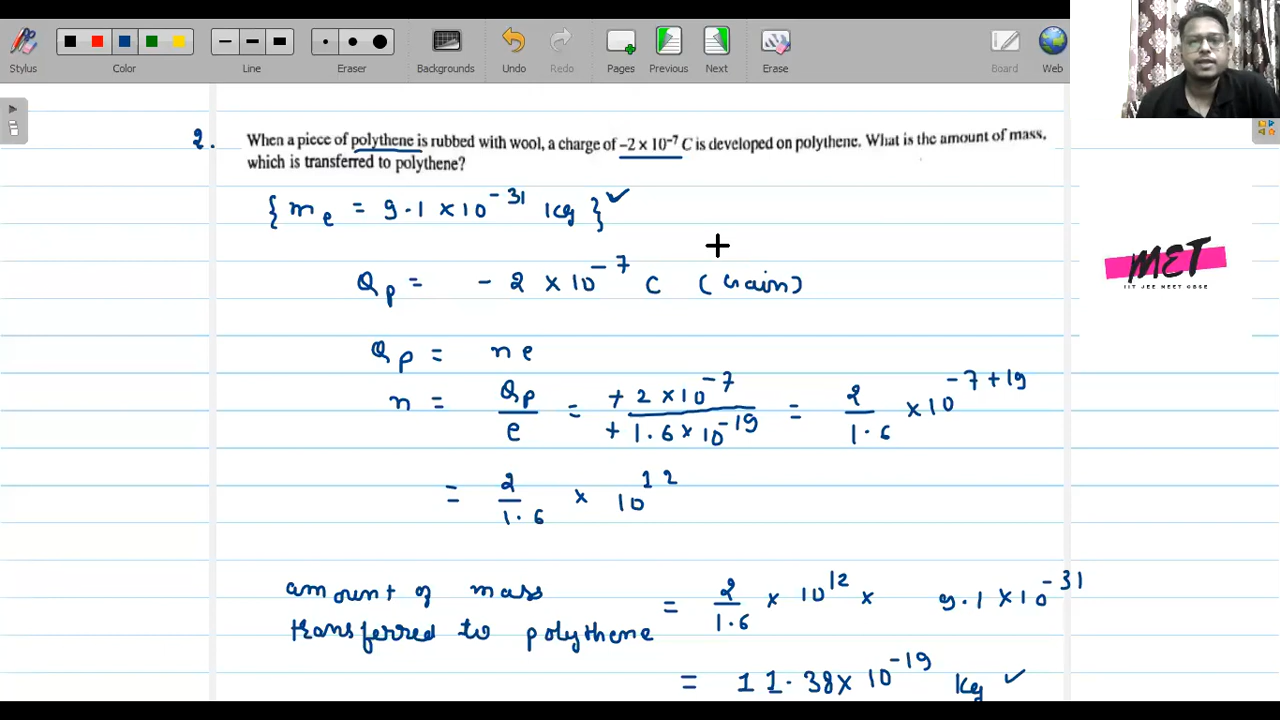 Stylus
Color
Line
Eraser
Backgrounds
Undo
Redo
Pages
Previous
Next
Erase
Board
Web
2.
When a piece of polythene is rubbed with wool, a charge of –2 × 10⁻⁷ C is developed on polythene. What is the amount of mass,
which is transferred to polythene?
{ mₑ = 9.1 × 10⁻³¹ kg } ✓
Qₚ = - 2 × 10⁻⁷ C (Gain)
Qₚ = ne
n = Qₚ/e = + 2 × 10⁻⁷ / + 1.6 × 10⁻¹⁹ = 2/1.6 × 10⁻⁷⁺¹⁹
= 2/1.6 × 10¹²
amount of mass
transferred to polythene = 2/1.6 × 10¹² × 9.1 × 10⁻³¹
= 11.38 × 10⁻¹⁹ kg ✓
MET
IIT JEE NEET CBSE